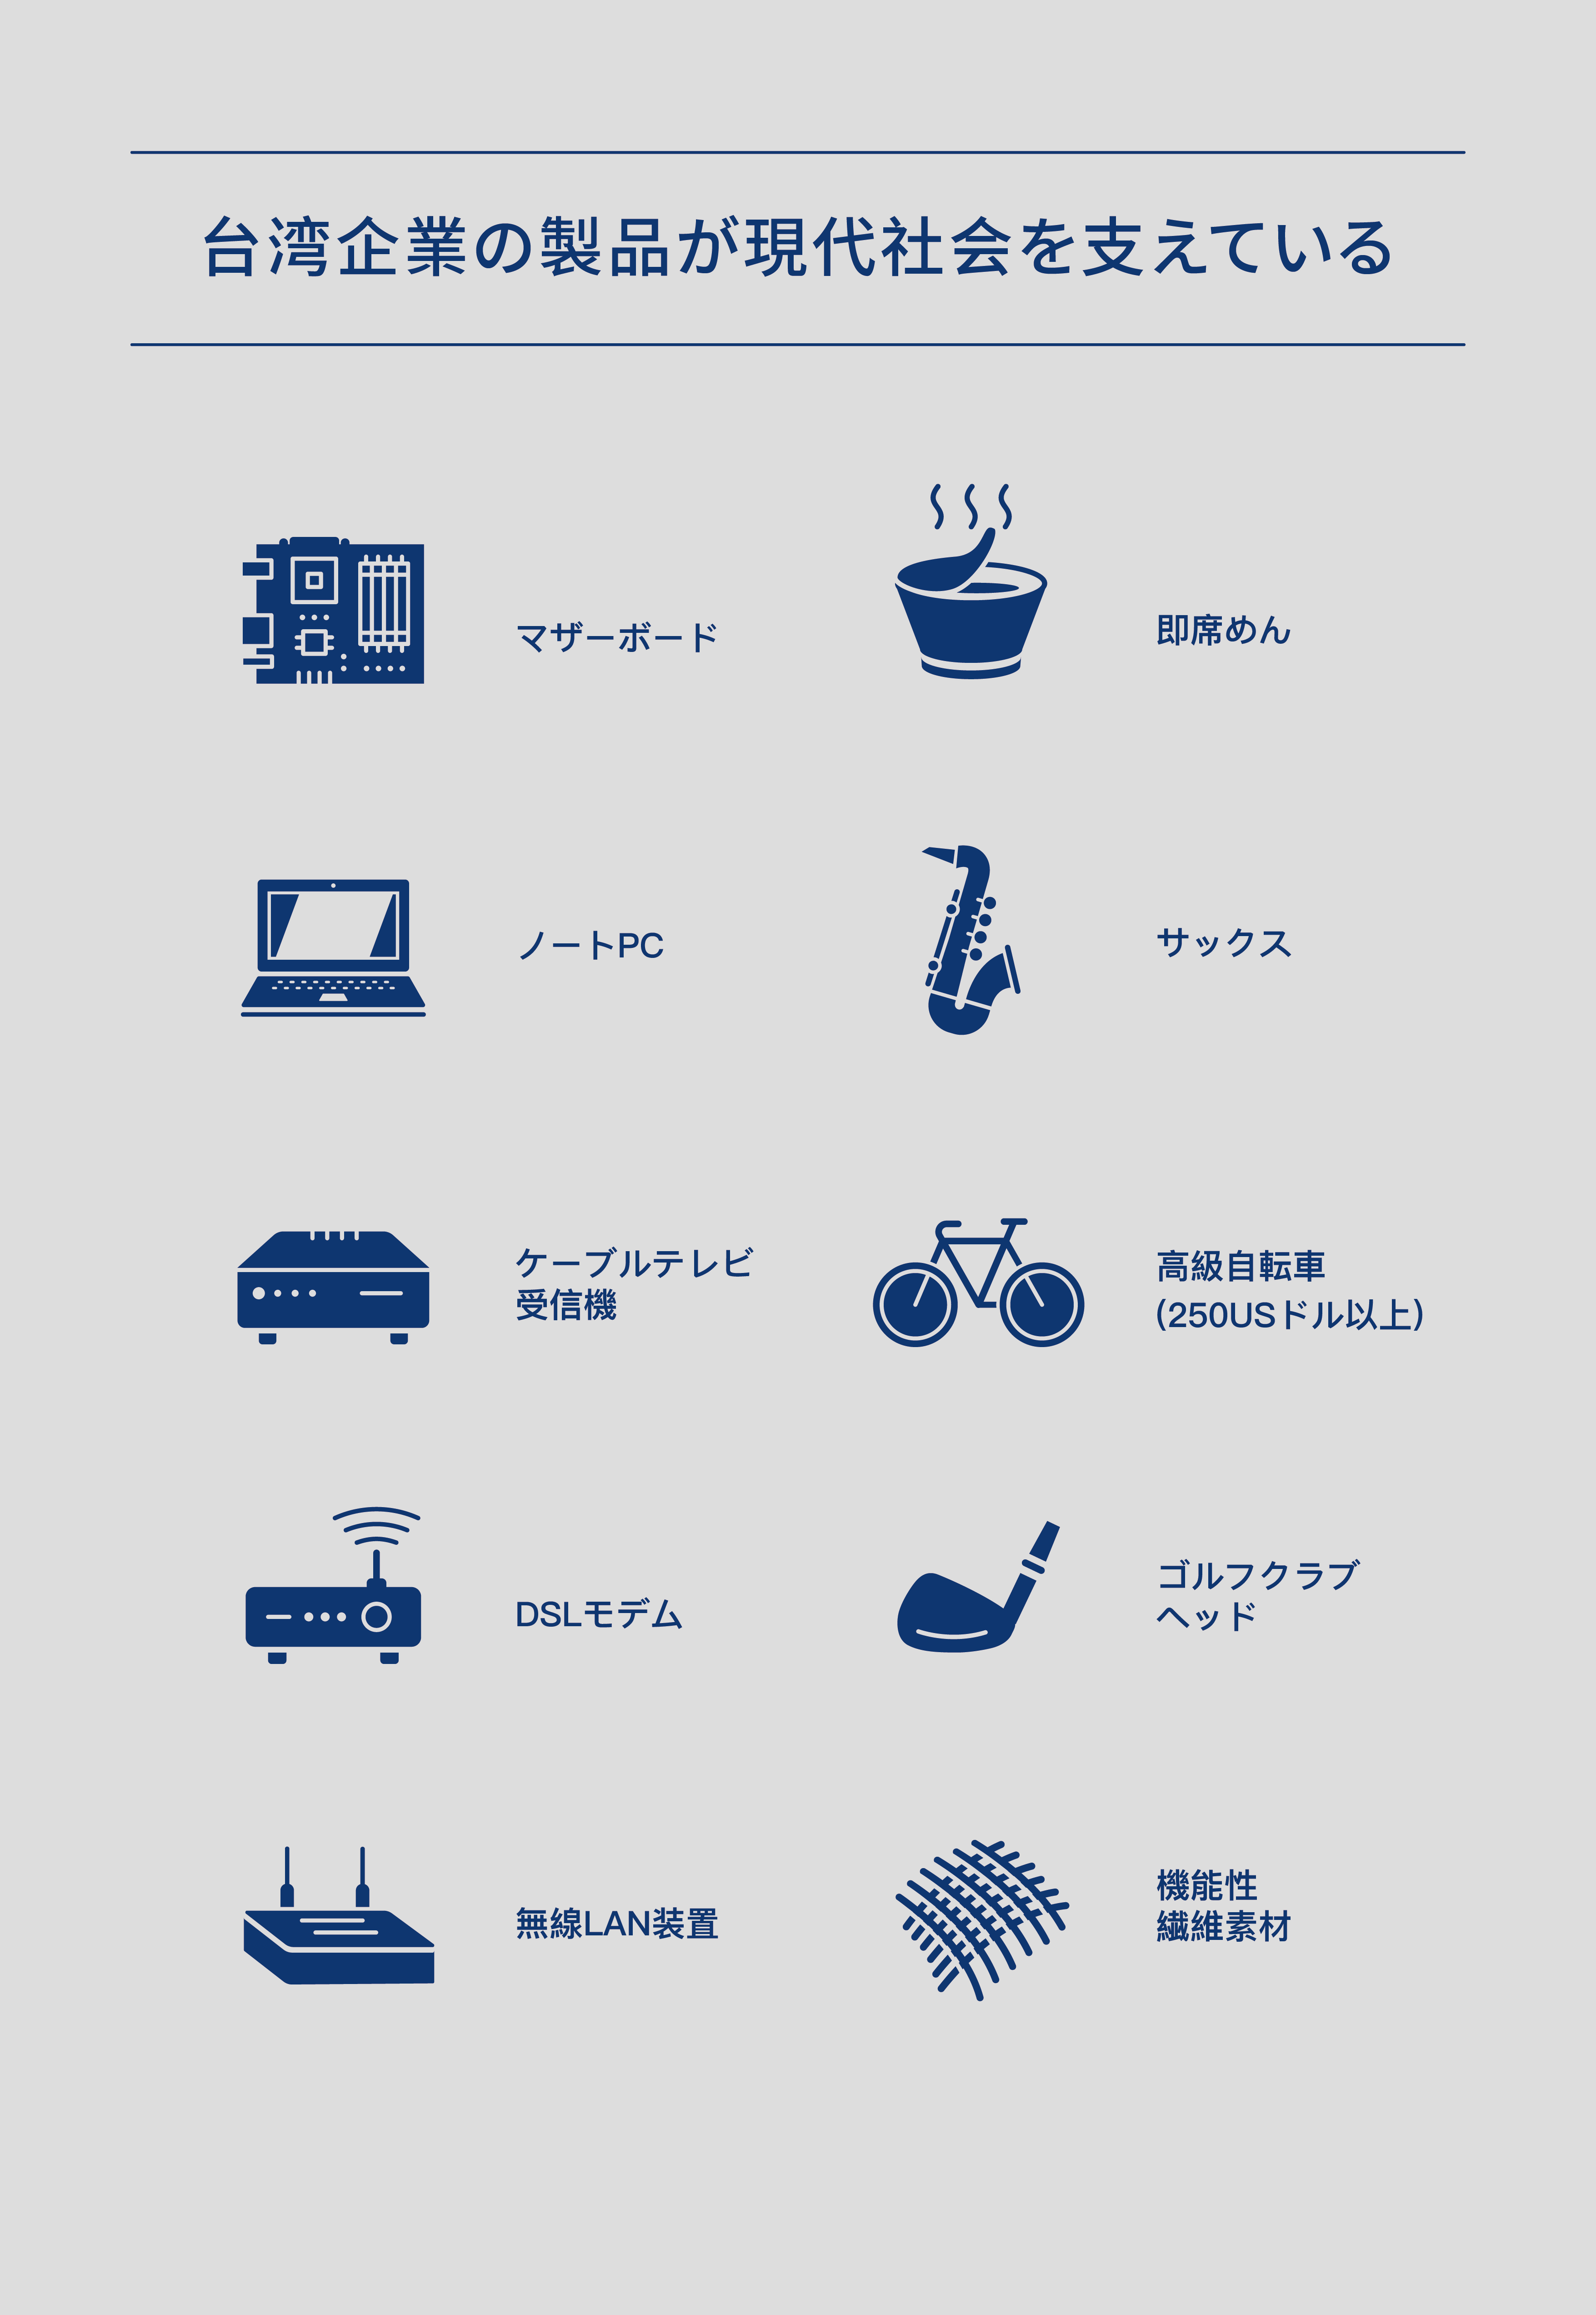 台湾企業の製品が現代社会を支えている
マザーボード
即席めん
ノートPC
サックス
ケーブルテレビ
受信機
高級自転車
(250USドル以上)
DSLモデム
ゴルフクラブ
ヘッド
無線LAN装置
機能性
繊維素材